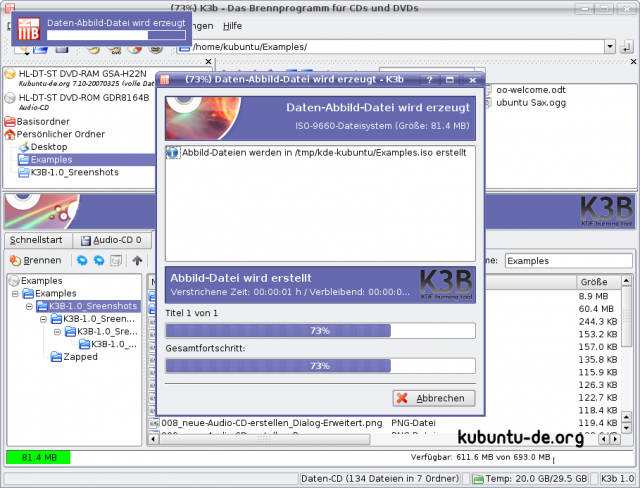 (73%) K3b - Das Brennprogramm für CDs und DVDs
Daten-Abbild-Datei wird erzeugt
Hilfe
/home/kubuntu/Examples/
HL-DT-ST DVD-RAM GSA-H22N
Kubuntu-de.org 7.10-20070325 (volle Dat
HL-DT-ST DVD-ROM GDR8164B
Audio-CD
Basisordner
Persönlicher Ordner
Desktop
Examples
K3B-1.0_Sreenshots
oo-welcome.odt
ubuntu Sax.ogg
(73%) Daten-Abbild-Datei wird erzeugt - K3b
Daten-Abbild-Datei wird erzeugt
ISO-9660-Dateisystem (Größe: 81.4 MB)
Abbild-Dateien werden in /tmp/kde-kubuntu/Examples.iso erstellt
K3B
KDE burning tool.
Schnellstart
Audio-CD 0
Brennen
me:
Examples
Examples
Examples
K3B-1.0_Sreenshots
K3B-1.0_Sreen...
K3B-1.0_Sre...
K3B-1.0_...
Zapped
Abbild-Datei wird erstellt
Verstrichene Zeit: 00:00:01 h / Verbleibend: 00:00:0...
K3B
KDE burning tool.
Titel 1 von 1
73%
Gesamtfortschritt:
73%
Abbrechen
Größe
8.9 MB
60.4 MB
244.3 KB
153.2 KB
157.0 KB
135.8 KB
115.9 KB
126.3 KB
122.7 KB
118.4 KB
008_neue-Audio-CD-erstellen_Dialog-Erweitert.png PNG-Datei 119.4 KB
kubuntu-de.org
81.4 MB
Verfügbar: 611.6 MB von 693.0 MB
Daten-CD (134 Dateien in 7 Ordner)
Temp: 20.0 GB/29.5 GB
K3b 1.0